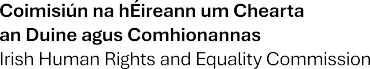 Coimisiún na hÉireann um Chearta
an Duine agus Comhionannas
Irish Human Rights and Equality Commission